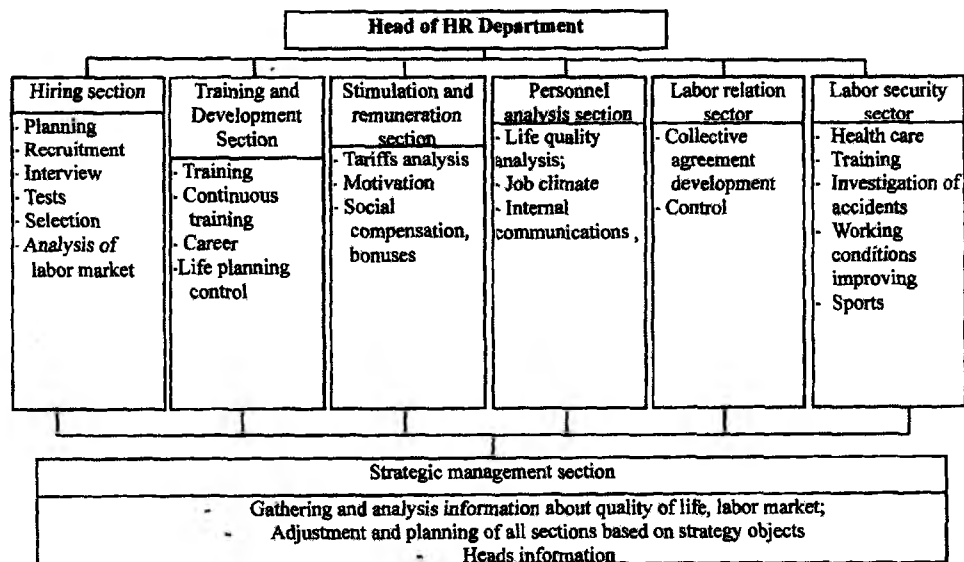 Head of HR Department
Hiring section
- Planning
- Recruitment
- Interview
- Tests
- Selection
- Analysis of
labor market
Training and
Development
Section
- Training
- Continuous
training
- Career
-Life planning
control
Stimulation and
remuneration
section
- Tariffs analysis
- Motivation
- Social
compensation,
bonuses
Personnel
analysis section
- Life quality
analysis;
- Job climate
- Internal
communications ,
Labor relation
sector
- Collective
agreement
development
- Control
Labor security
sector
- Health care
- Training
- Investigation of
accidents
- Working
conditions
improving
- Sports
Strategic management section
- Gathering and analysis information about quality of life, labor market;
- Adjustment and planning of all sections based on strategy objects
- Heads information